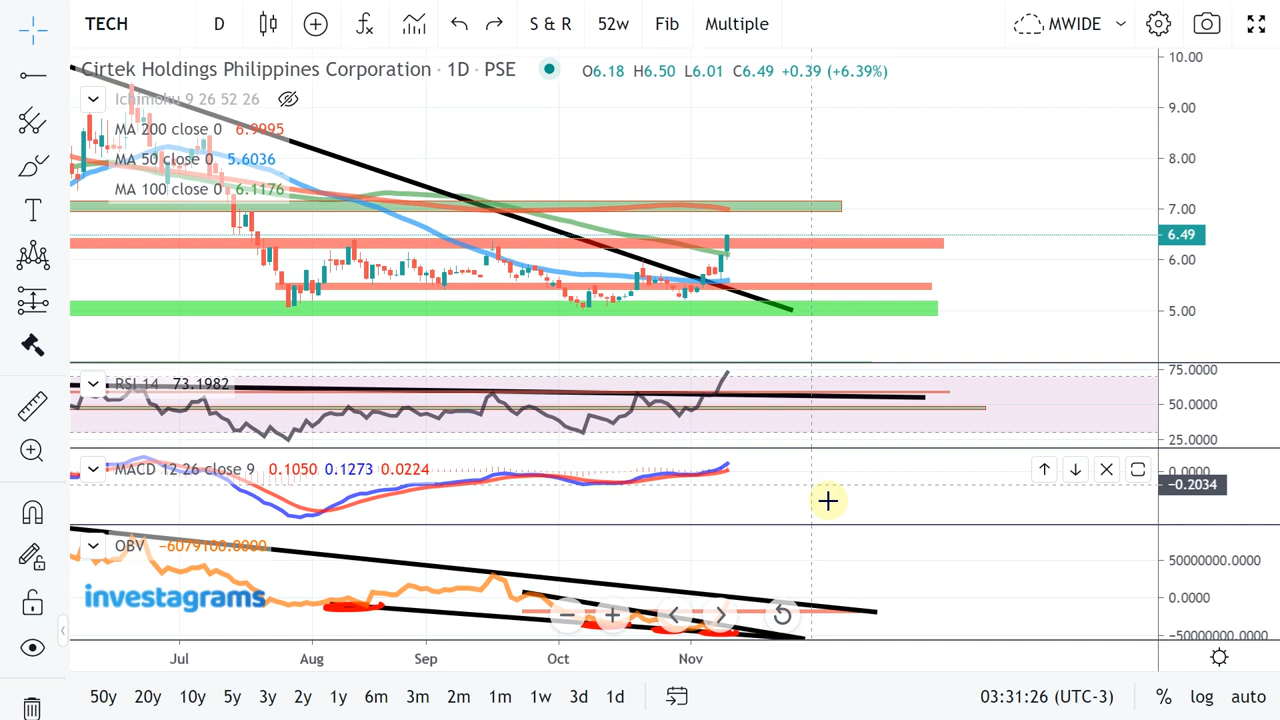 TECH D S & R 52w Fib Multiple MWIDE
Cirtek Holdings Philippines Corporation · 1D · PSE O6.18 H6.50 L6.01 C6.49 +0.39 (+6.39%)
Ichimoku 9 26 52 26
MA 200 close 0 6.9995
MA 50 close 0 5.6036
MA 100 close 0 6.1176
10.00
9.00
8.00
7.00
6.49
6.00
5.00
RSI 14 73.1982
75.0000
50.0000
25.0000
MACD 12 26 close 9 0.1050 0.1273 0.0224
0.0000
−0.2034
OBV −6079100.0000
50000000.0000
0.0000
−50000000.0000
investagrams
Jul Aug Sep Oct Nov
50y 20y 10y 5y 3y 2y 1y 6m 3m 2m 1m 1w 3d 1d 03:31:26 (UTC-3) % log auto